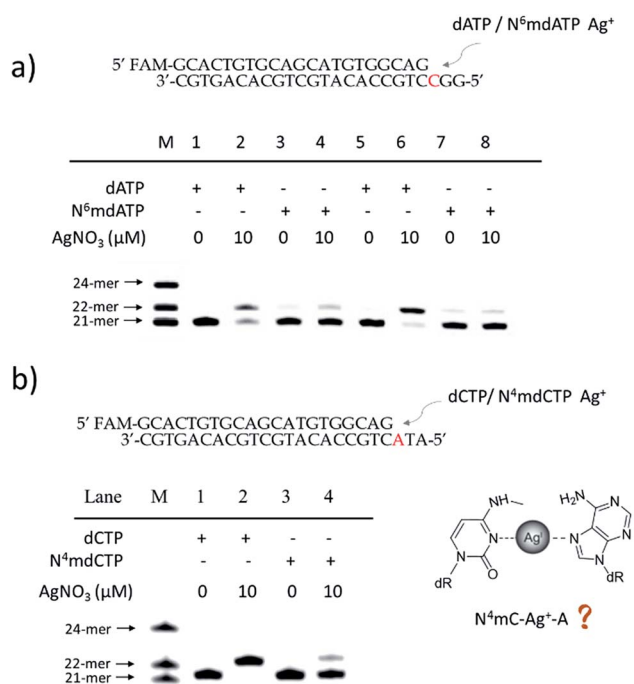 a)
dATP / N⁶mdATP Ag⁺
5′ FAM-GCACTGTGCAGCATGTGGCAG
3′-CGTGACACGTCGTACACCGTCCGG-5′
M 1 2 3 4 5 6 7 8
dATP + + - - + + - -
N⁶mdATP - - + + - - + +
AgNO₃ (μM) 0 10 0 10 0 10 0 10
24-mer
22-mer
21-mer
b)
dCTP/ N⁴mdCTP Ag⁺
5′ FAM-GCACTGTGCAGCATGTGGCAG
3′-CGTGACACGTCGTACACCGTCATA-5′
Lane M 1 2 3 4
dCTP + + - -
N⁴mdCTP - - + +
AgNO₃ (μM) 0 10 0 10
24-mer
22-mer
21-mer
NH
N
N
O
dR
Agᴵ
H₂N
N
N
N
N
dR
N⁴mC-Ag⁺-A ?